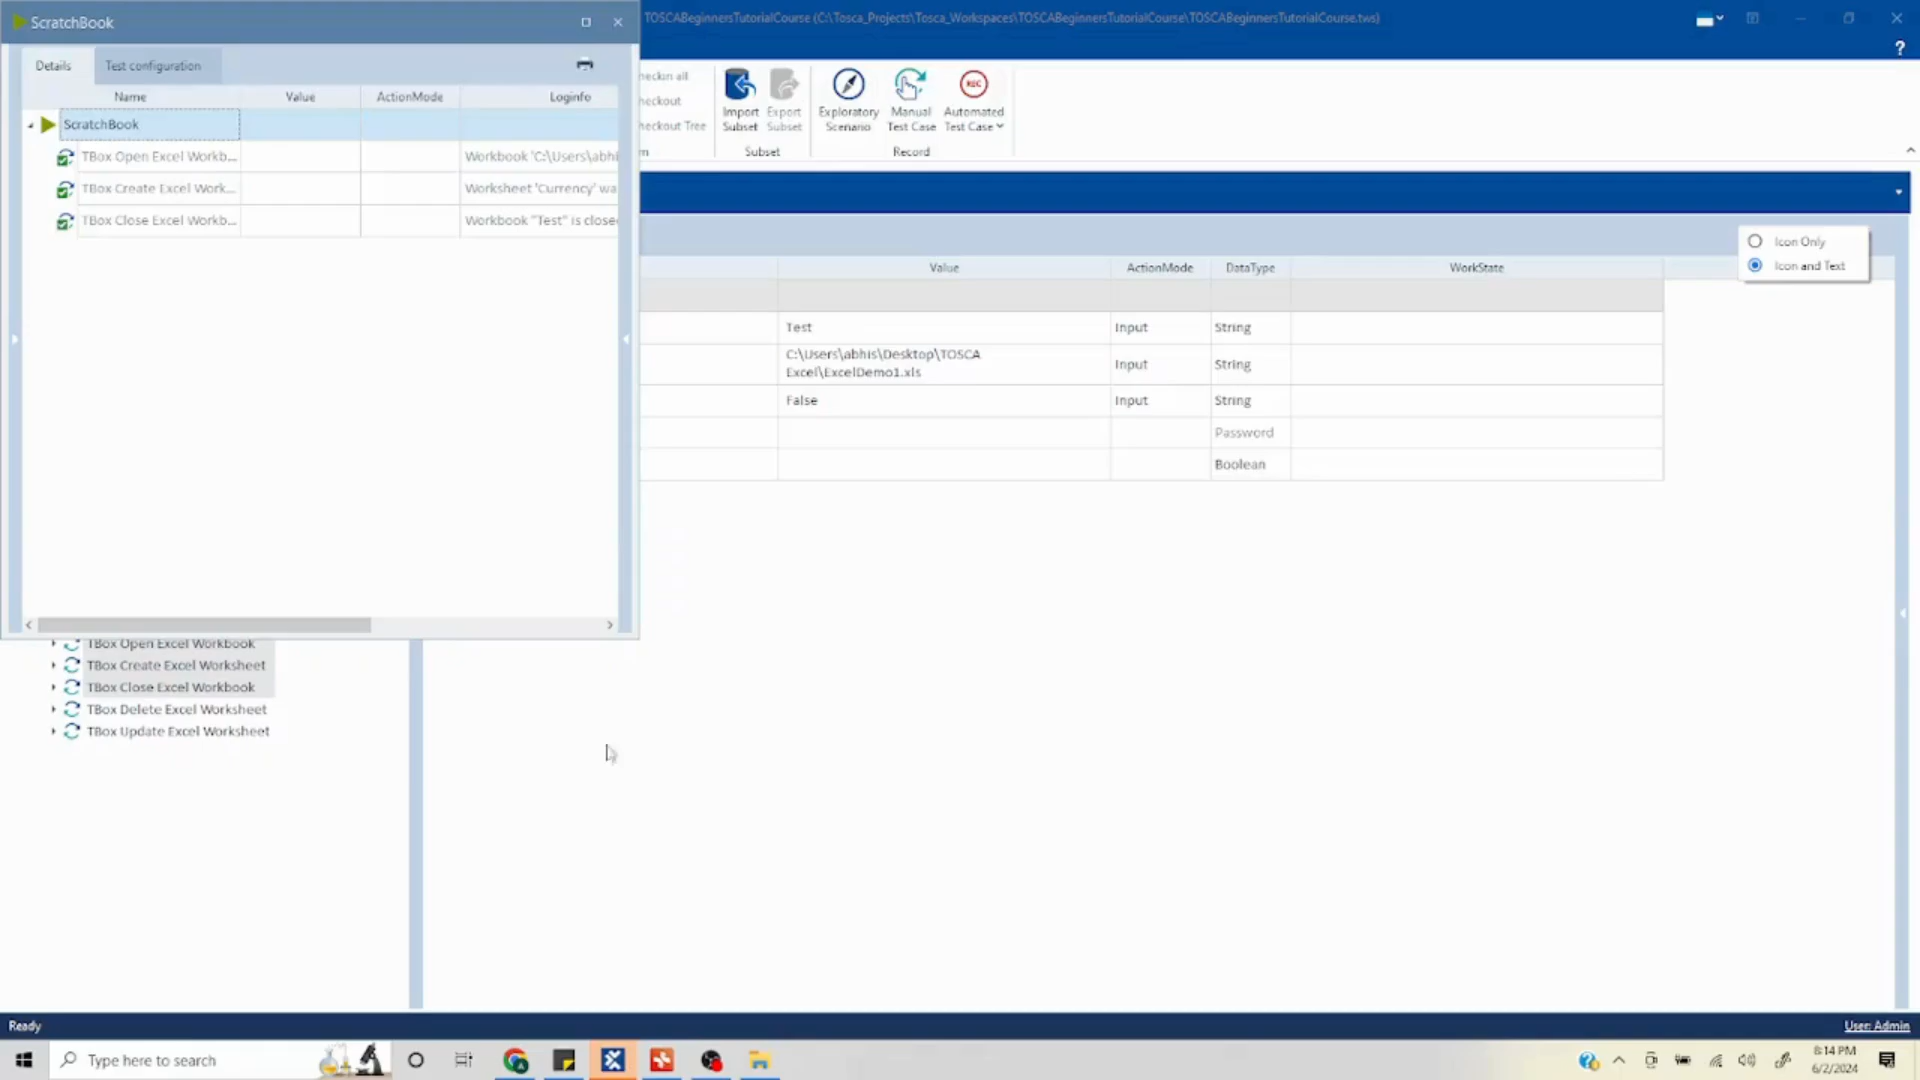 ScratchBook
TOSCABeginnersTutorialCourse (C:\Tosca_Projects\Tosca_Workspaces\TOSCABeginnersTutorialCourse\TOSCABeginnersTutorialCourse.tws)
Details
Test configuration
Name
Value
ActionMode
Loginfo
ScratchBook
TBox Open Excel Workb...
Workbook 'C:\Users\abhi
TBox Create Excel Work...
Worksheet 'Currency' wa
TBox Close Excel Workb...
Workbook "Test" is close
heckin all
heckout
heckout Tree
Import
Subset
Export
Subset
Subset
Exploratory
Scenario
Manual
Test Case
REC
Automated
Test Case
Record
?
Icon Only
Icon and Text
Value
ActionMode
DataType
WorkState
Test
Input
String
C:\Users\abhis\Desktop\TOSCA
Excel\ExcelDemo1.xls
Input
String
False
Input
String
Password
Boolean
TBox Open Excel Workbook
TBox Create Excel Worksheet
TBox Close Excel Workbook
TBox Delete Excel Worksheet
TBox Update Excel Worksheet
Ready
User: Admin
Type here to search
8:14 PM
6/2/2024